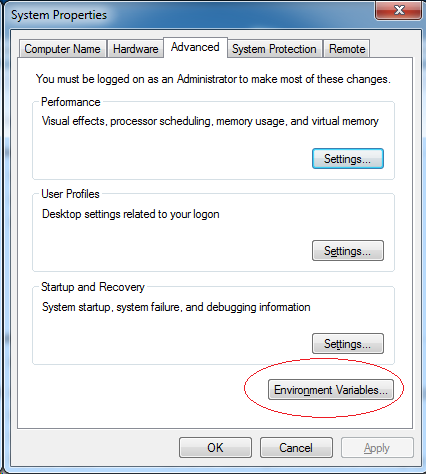 System Properties
Computer Name Hardware Advanced System Protection Remote
You must be logged on as an Administrator to make most of these changes.
Performance
Visual effects, processor scheduling, memory usage, and virtual memory
Settings...
User Profiles
Desktop settings related to your logon
Settings...
Startup and Recovery
System startup, system failure, and debugging information
Settings...
Environment Variables...
OK Cancel Apply